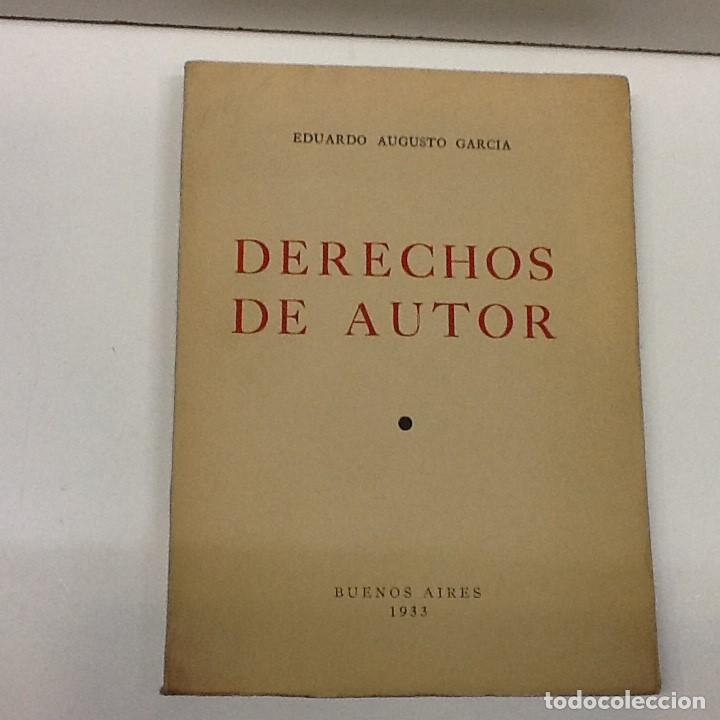 EDUARDO AUGUSTO GARCIA
DERECHOS
DE AUTOR
BUENOS AIRES
1933
todocoleccion